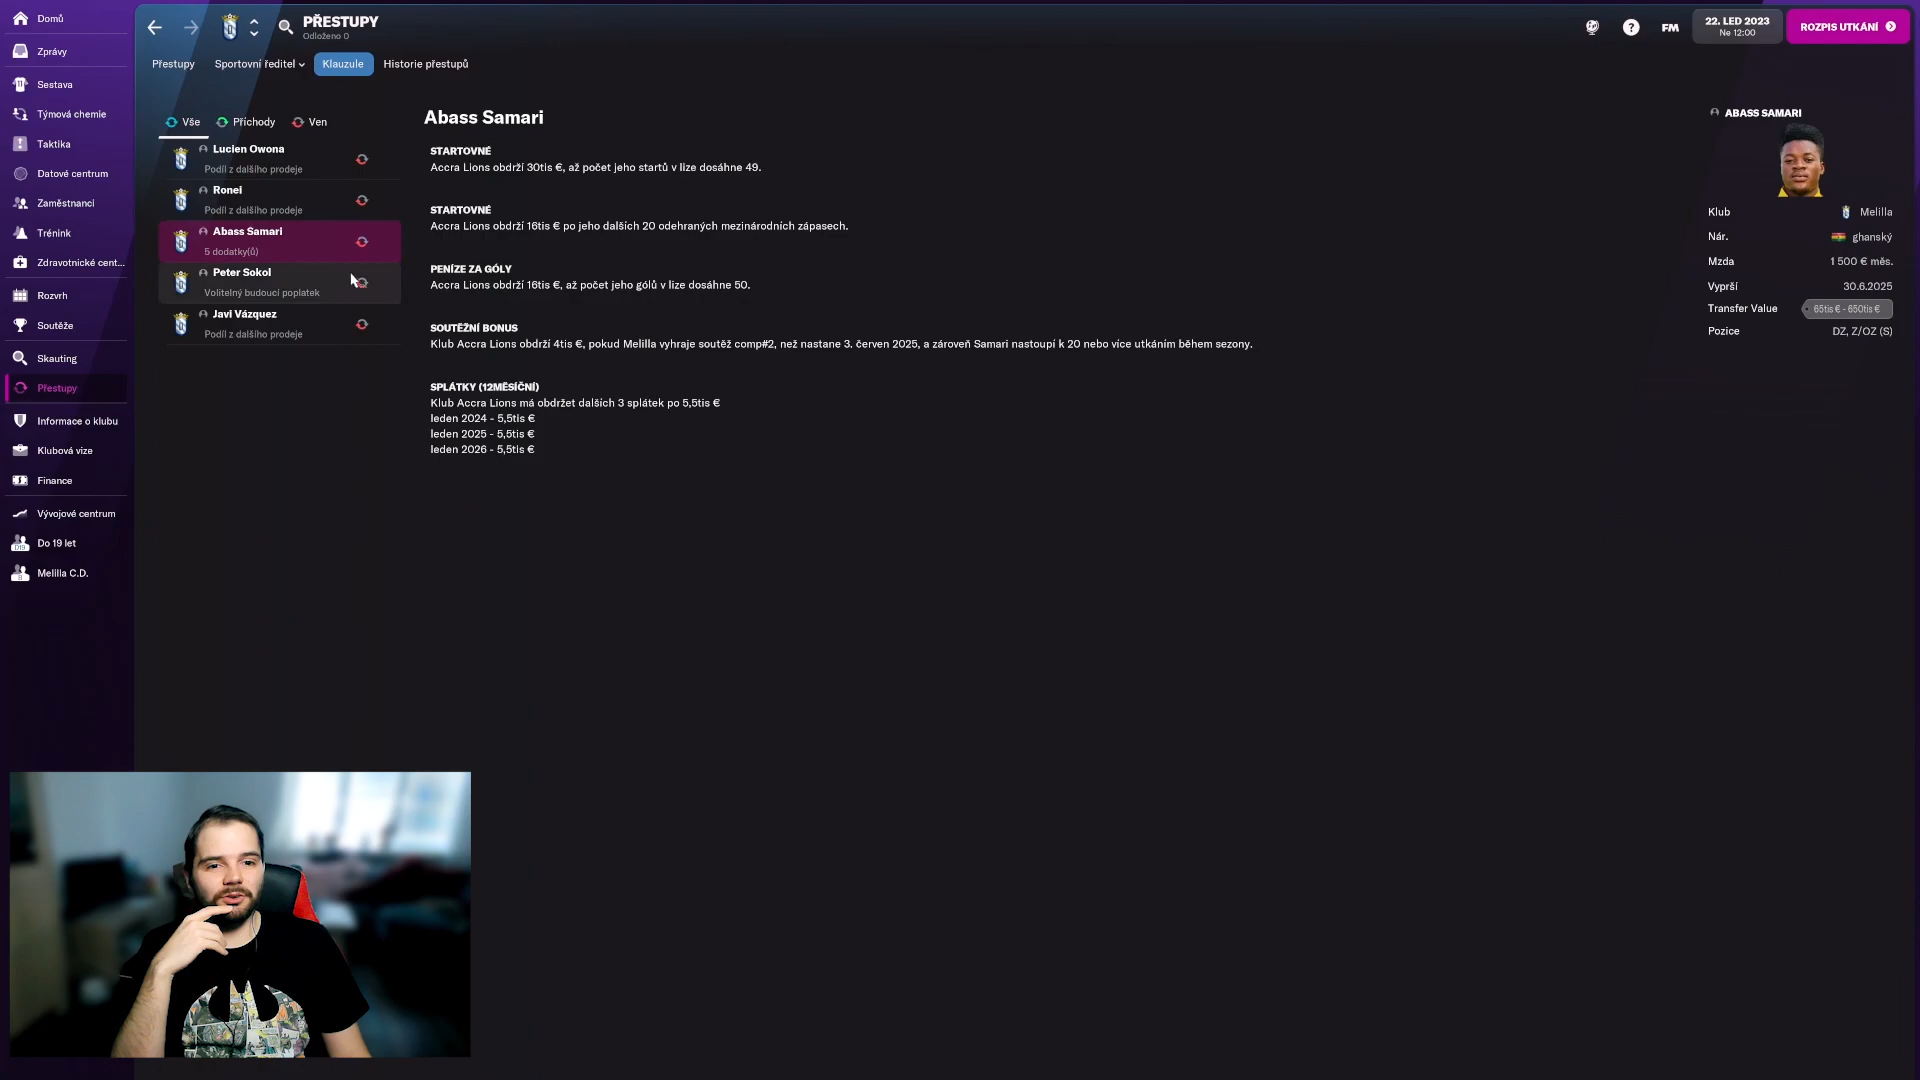 Domů
Zprávy
Sestava
Týmová chemie
Taktika
Datové centrum
Zaměstnanci
Trénink
Zdravotnické cent...
Rozvrh
Soutěže
Skauting
Přestupy
Informace o klubu
Klubová vize
Finance
Vývojové centrum
Do 19 let
Melilla C.D.
PŘESTUPY
Odloženo 0
FM
22. LED 2023
Ne 12:00
ROZPIS UTKÁNÍ
Přestupy
Sportovní ředitel
Klauzule
Historie přestupů
Vše
Příchody
Ven
Lucien Owona
Podíl z dalšího prodeje
Ronei
Podíl z dalšího prodeje
Abass Samari
5 dodatky(ů)
Peter Sokol
Volitelný budoucí poplatek
Javi Vázquez
Podíl z dalšího prodeje
Abass Samari
STARTOVNÉ
Accra Lions obdrží 30tis €, až počet jeho startů v lize dosáhne 49.
STARTOVNÉ
Accra Lions obdrží 16tis € po jeho dalších 20 odehraných mezinárodních zápasech.
PENÍZE ZA GÓLY
Accra Lions obdrží 16tis €, až počet jeho gólů v lize dosáhne 50.
SOUTĚŽNÍ BONUS
Klub Accra Lions obdrží 4tis €, pokud Melilla vyhraje soutěž comp#2, než nastane 3. červen 2025, a zároveň Samari nastoupí k 20 nebo více utkáním během sezony.
SPLÁTKY (12MĚSÍČNÍ)
Klub Accra Lions má obdržet dalších 3 splátek po 5,5tis €
leden 2024 - 5,5tis €
leden 2025 - 5,5tis €
leden 2026 - 5,5tis €
ABASS SAMARI
Klub Melilla
Nár. ghanský
Mzda 1 500 € měs.
Vyprší 30.6.2025
Transfer Value 65tis € - 650tis €
Pozice DZ, Z/OZ (S)